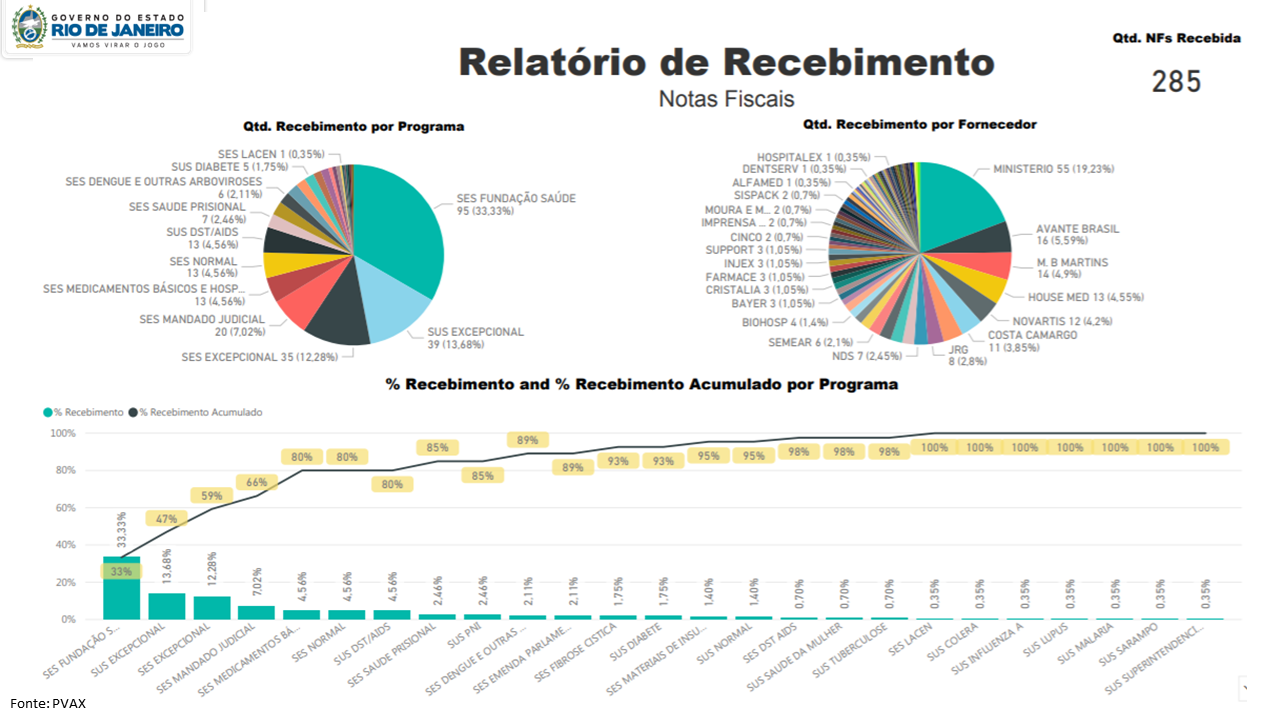 GOVERNO DO ESTADO
RIO DE JANEIRO
VAMOS VIRAR O JOGO
Relatório de Recebimento
Notas Fiscais
Qtd. NFs Recebida
285
Qtd. Recebimento por Programa
SES LACEN 1 (0,35%)
SUS DIABETE 5 (1,75%)
SES DENGUE E OUTRAS ARBOVIROSES
6 (2,11%)
SES SAUDE PRISIONAL
7 (2,46%)
SUS DST/AIDS
13 (4,56%)
SES NORMAL
13 (4,56%)
SES MEDICAMENTOS BÁSICOS E HOSP...
13 (4,56%)
SES MANDADO JUDICIAL
20 (7,02%)
SES EXCEPCIONAL 35 (12,28%)
SES FUNDAÇÃO SAÚDE
95 (33,33%)
SUS EXCEPCIONAL
39 (13,68%)
Qtd. Recebimento por Fornecedor
HOSPITALEX 1 (0,35%)
DENTSERV 1 (0,35%)
ALFAMED 1 (0,35%)
SISPACK 2 (0,7%)
MOURA E M... 2 (0,7%)
IMPRENSA ... 2 (0,7%)
CINCO 2 (0,7%)
SUPPORT 3 (1,05%)
INJEX 3 (1,05%)
FARMACE 3 (1,05%)
CRISTALIA 3 (1,05%)
BAYER 3 (1,05%)
BIOHOSP 4 (1,4%)
SEMEAR 6 (2,1%)
NDS 7 (2,45%)
MINISTERIO 55 (19,23%)
AVANTE BRASIL
16 (5,59%)
M. B MARTINS
14 (4,9%)
HOUSE MED 13 (4,55%)
NOVARTIS 12 (4,2%)
COSTA CAMARGO
11 (3,85%)
JRG
8 (2,8%)
% Recebimento and % Recebimento Acumulado por Programa
% Recebimento % Recebimento Acumulado
100%
80%
60%
40%
20%
0%
33% 47% 59% 66% 80% 80% 80% 85% 85% 89% 89% 93% 93% 95% 95% 98% 98% 98% 100% 100% 100% 100% 100% 100% 100%
33,33% 13,68% 12,28% 7,02% 4,56% 4,56% 4,56% 2,46% 2,46% 2,11% 2,11% 1,75% 1,75% 1,40% 1,40% 0,70% 0,70% 0,70% 0,35% 0,35% 0,35% 0,35% 0,35% 0,35% 0,35%
SES FUNDAÇÃO S...
SUS EXCEPCIONAL
SES EXCEPCIONAL
SES MANDADO JUDICIAL
SES MEDICAMENTOS BÁ...
SES NORMAL
SUS DST/AIDS
SES SAUDE PRISIONAL
SUS PNI
SES DENGUE E OUTRAS ...
SES EMENDA PARLAME...
SES FIBROSE CISTICA
SUS DIABETE
SES MATERIAIS DE INSU...
SUS NORMAL
SES DST AIDS
SUS SAUDE DA MULHER
SUS TUBERCULOSE
SES LACEN
SUS COLERA
SUS INFLUENZA A
SUS LUPUS
SUS MALARIA
SUS SARAMPO
SUS SUPERINTENDENCI...
Fonte: PVAX